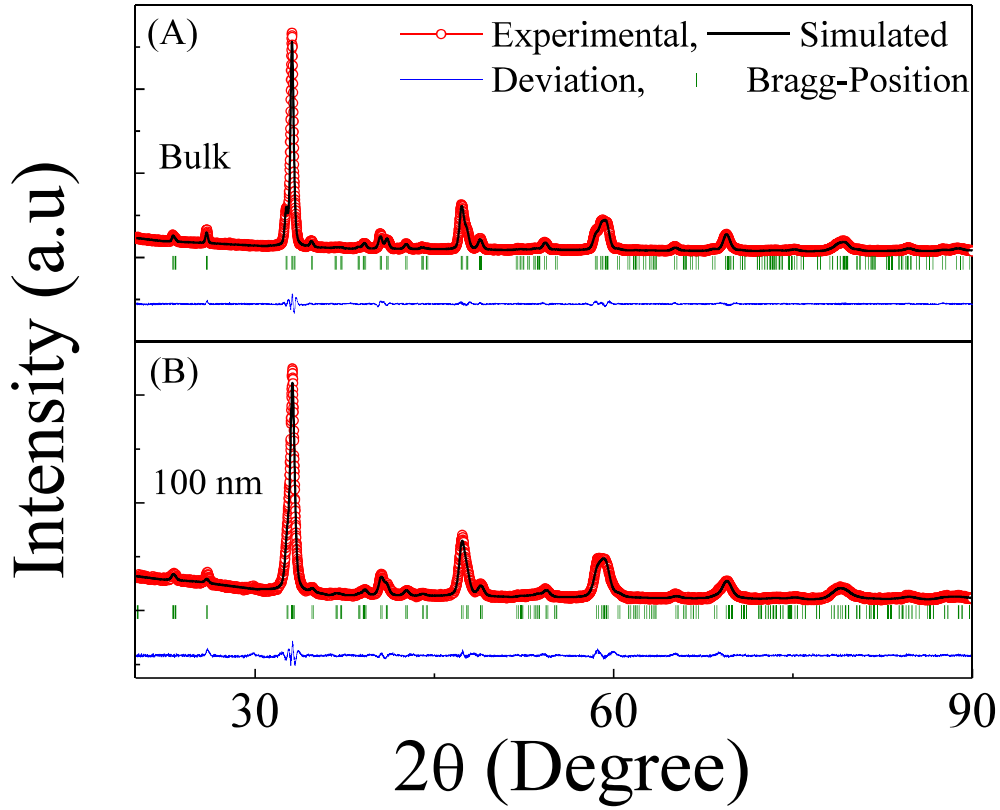 (A)
Experimental, Simulated
Deviation, Bragg-Position
Bulk
(B)
100 nm
Intensity (a.u)
30 60 90
2θ (Degree)